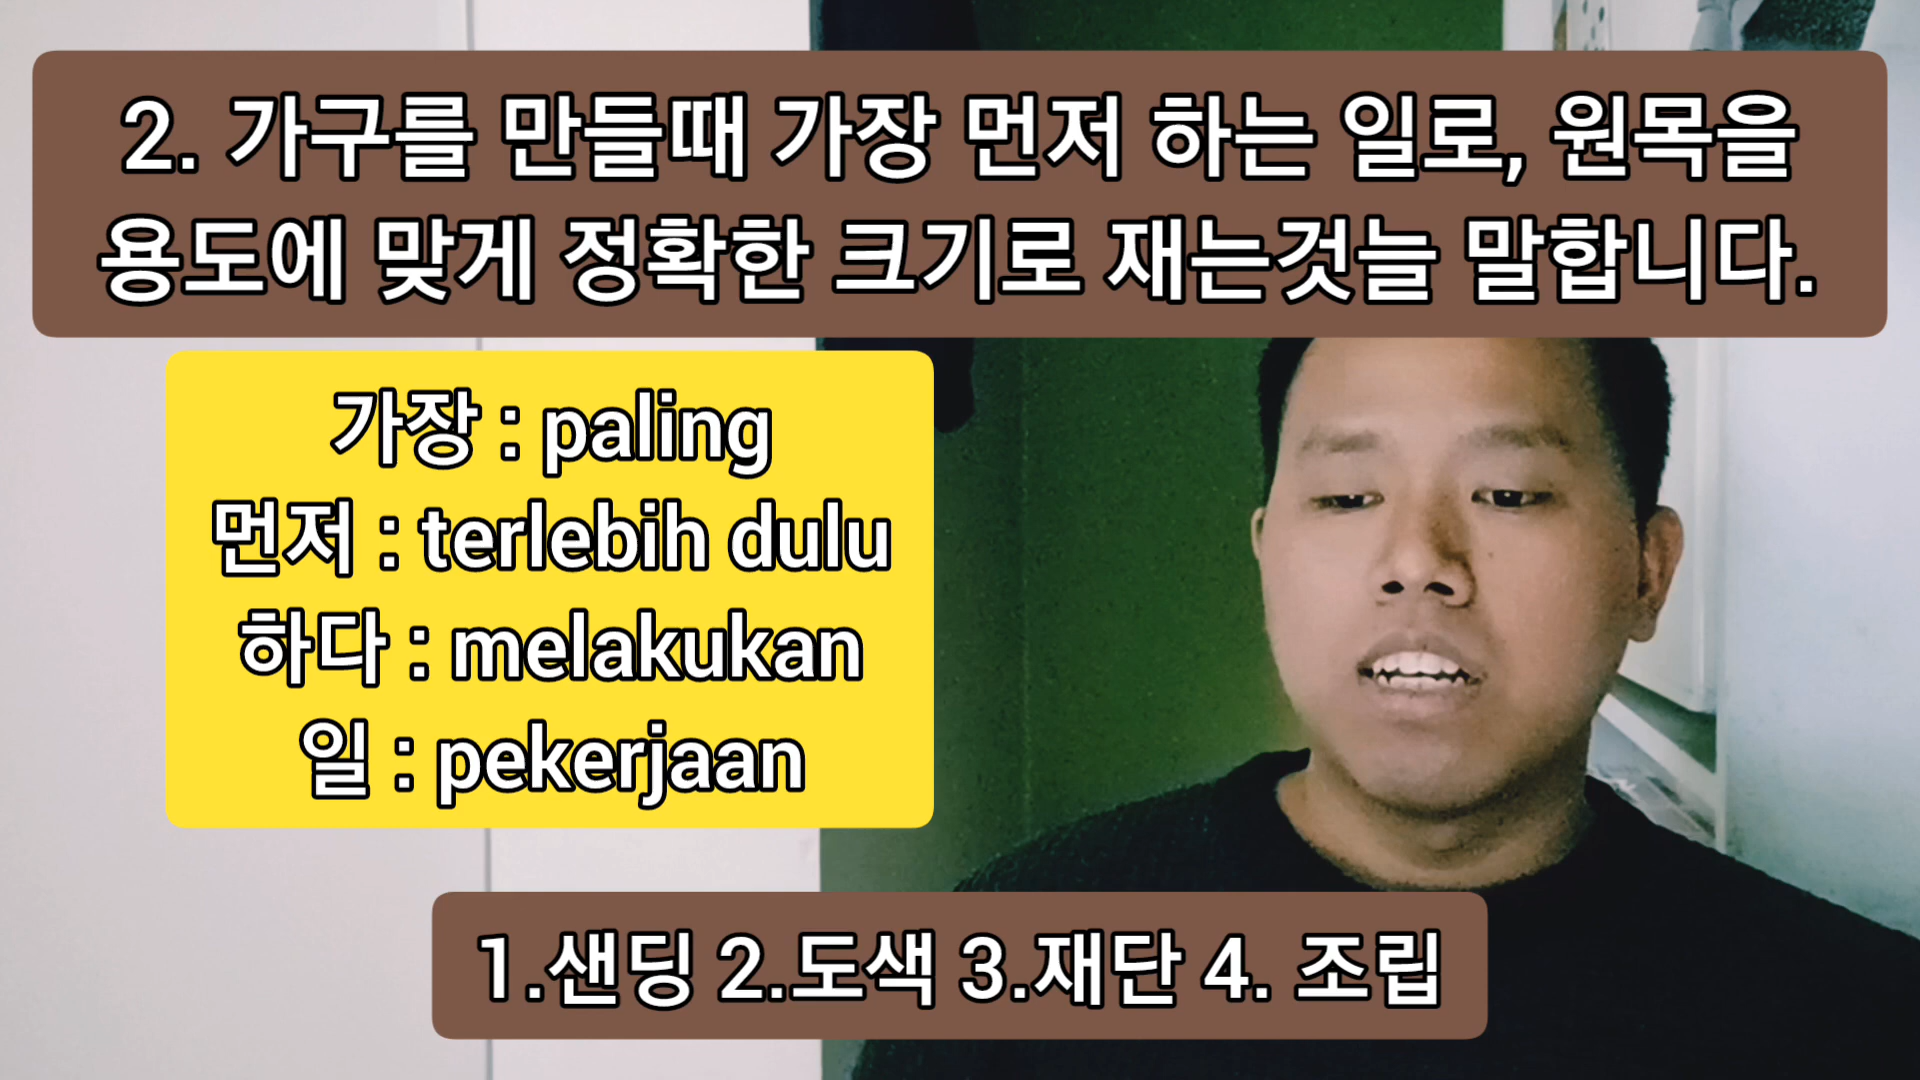 2. 가구를 만들때 가장 먼저 하는 일로, 원목을
용도에 맞게 정확한 크기로 재는것늘 말합니다.
가장 : paling
먼저 : terlebih dulu
하다 : melakukan
일 : pekerjaan
1.샌딩 2.도색 3.재단 4. 조립